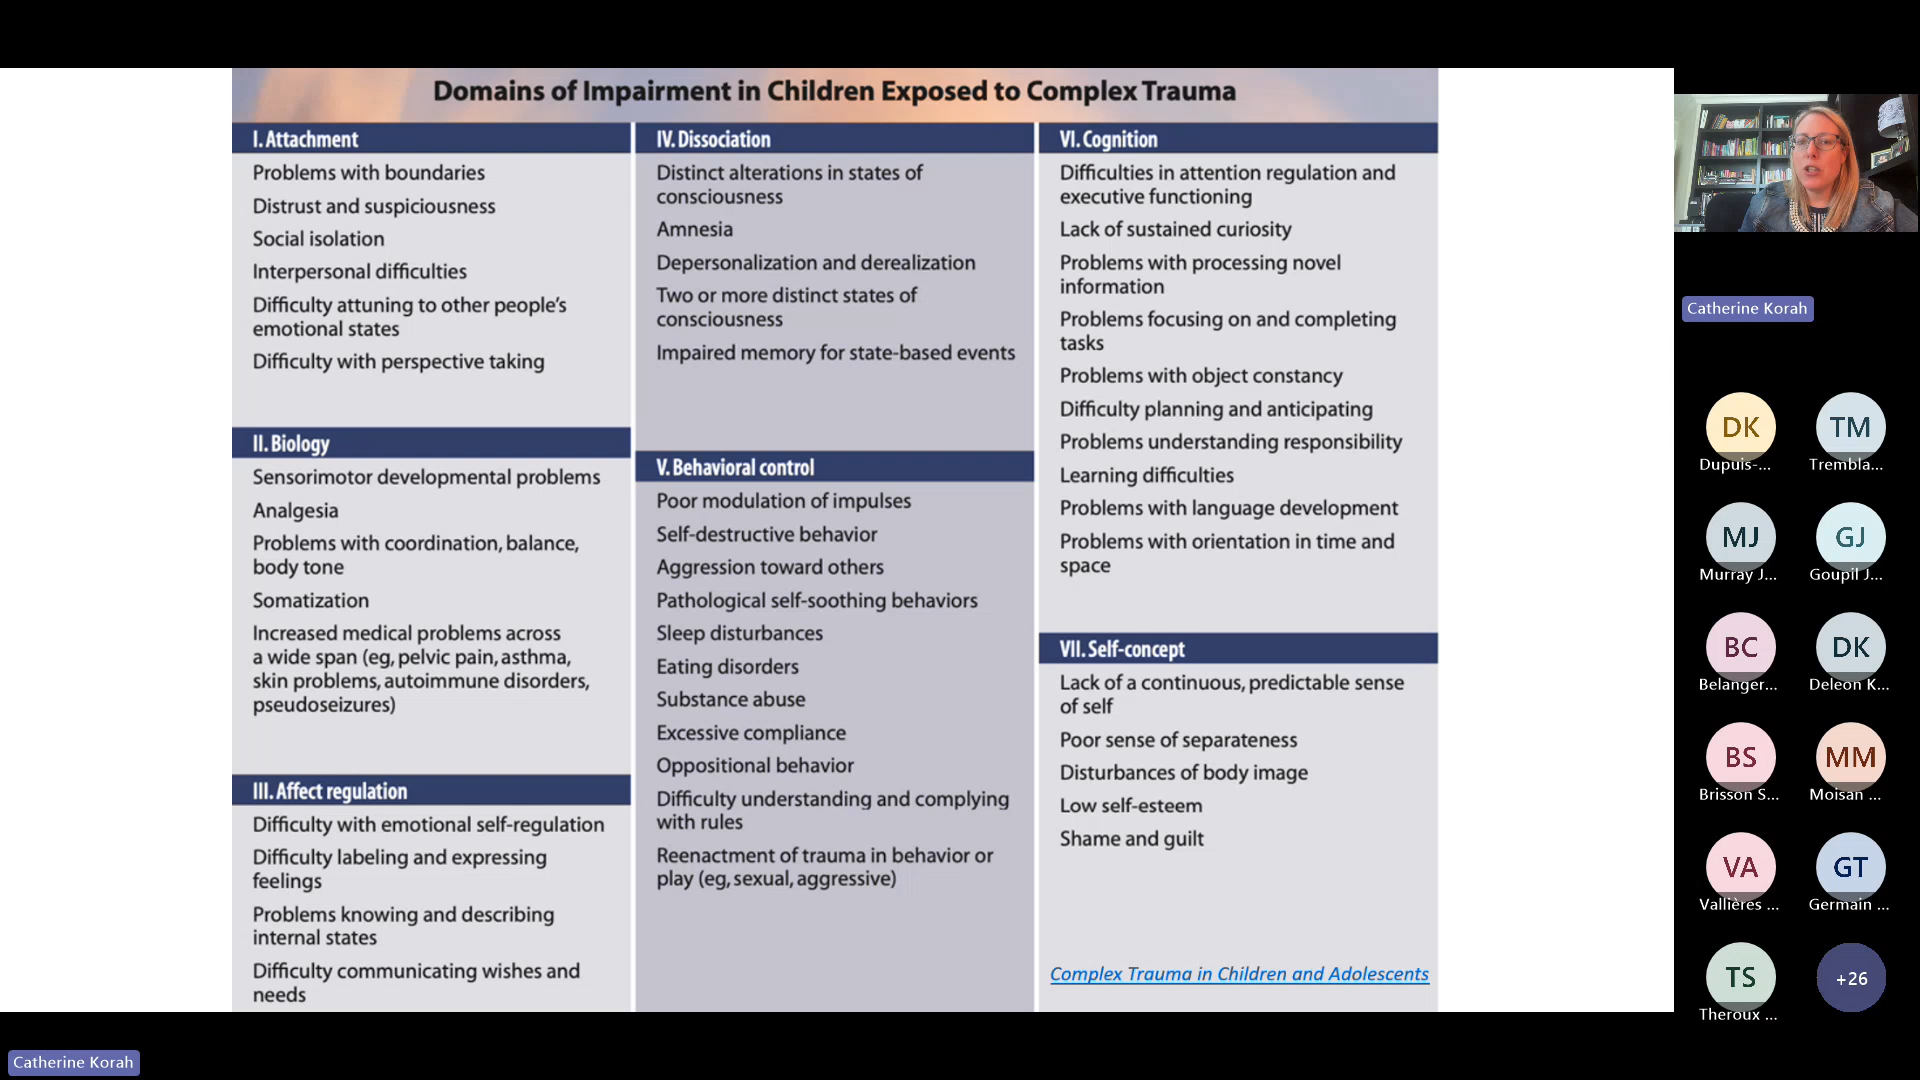 Domains of Impairment in Children Exposed to Complex Trauma
I. Attachment
Problems with boundaries
Distrust and suspiciousness
Social isolation
Interpersonal difficulties
Difficulty attuning to other people's
emotional states
Difficulty with perspective taking
II. Biology
Sensorimotor developmental problems
Analgesia
Problems with coordination, balance,
body tone
Somatization
Increased medical problems across
a wide span (eg, pelvic pain, asthma,
skin problems, autoimmune disorders,
pseudoseizures)
III. Affect regulation
Difficulty with emotional self-regulation
Difficulty labeling and expressing
feelings
Problems knowing and describing
internal states
Difficulty communicating wishes and
needs
IV. Dissociation
Distinct alterations in states of
consciousness
Amnesia
Depersonalization and derealization
Two or more distinct states of
consciousness
Impaired memory for state-based events
V. Behavioral control
Poor modulation of impulses
Self-destructive behavior
Aggression toward others
Pathological self-soothing behaviors
Sleep disturbances
Eating disorders
Substance abuse
Excessive compliance
Oppositional behavior
Difficulty understanding and complying
with rules
Reenactment of trauma in behavior or
play (eg, sexual, aggressive)
VI. Cognition
Difficulties in attention regulation and
executive functioning
Lack of sustained curiosity
Problems with processing novel
information
Problems focusing on and completing
tasks
Problems with object constancy
Difficulty planning and anticipating
Problems understanding responsibility
Learning difficulties
Problems with language development
Problems with orientation in time and
space
VII. Self-concept
Lack of a continuous, predictable sense
of self
Poor sense of separateness
Disturbances of body image
Low self-esteem
Shame and guilt
Complex Trauma in Children and Adolescents
Catherine Korah
DK
Dupuis-...
TM
Trembla...
MJ
Murray J...
GJ
Goupil J...
BC
Belanger...
DK
Deleon K...
BS
Brisson S...
MM
Moisan ...
VA
Vallières ...
GT
Germain ...
TS
Theroux ...
+26
Catherine Korah